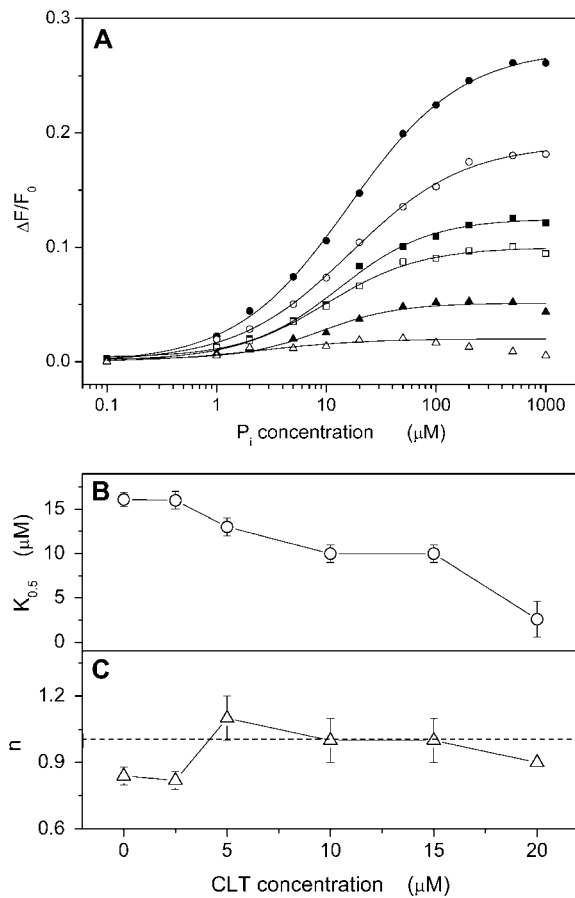 A
0.3
0.2
0.1
0.0
ΔF/F₀
0.1 1 10 100 1000
Pᵢ concentration (μM)
B
15
10
5
0
K₀.₅ (μM)
C
1.2
0.9
0.6
n
0 5 10 15 20
CLT concentration (μM)